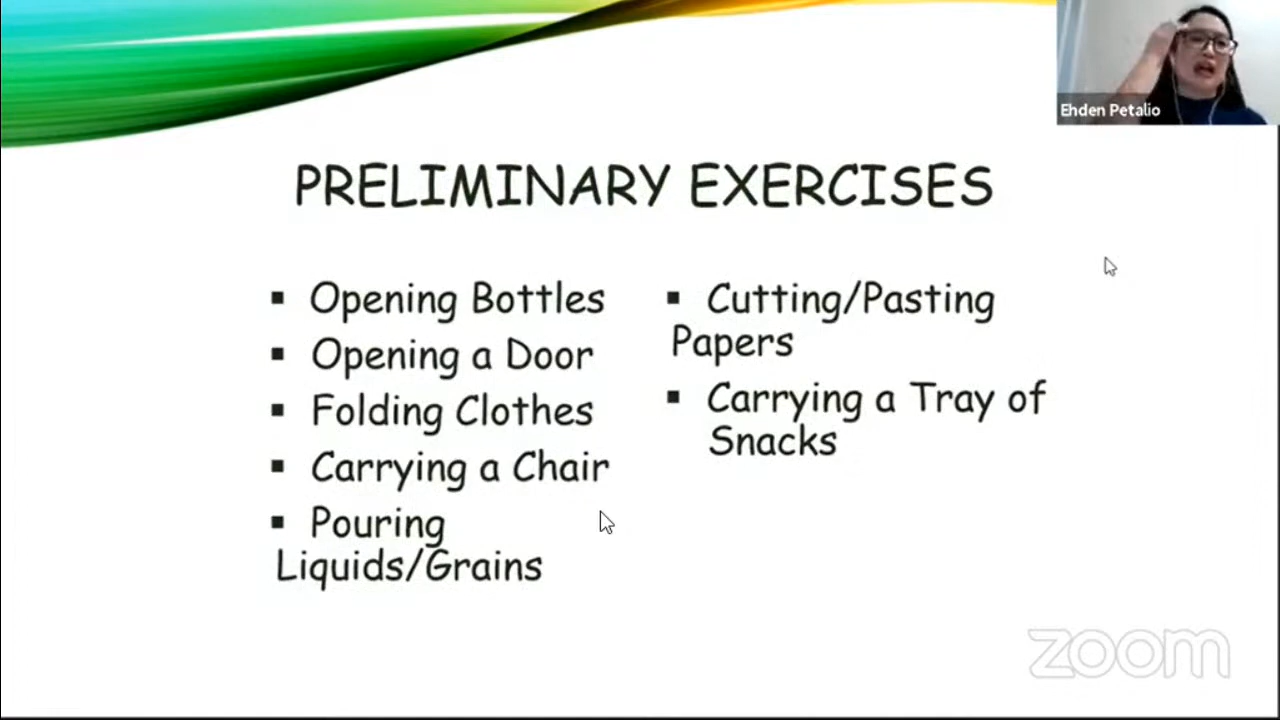 Ehden Petalio
PRELIMINARY EXERCISES
▪ Opening Bottles
▪ Opening a Door
▪ Folding Clothes
▪ Carrying a Chair
▪ Pouring
Liquids/Grains
▪ Cutting/Pasting
Papers
▪ Carrying a Tray of
Snacks
zoom